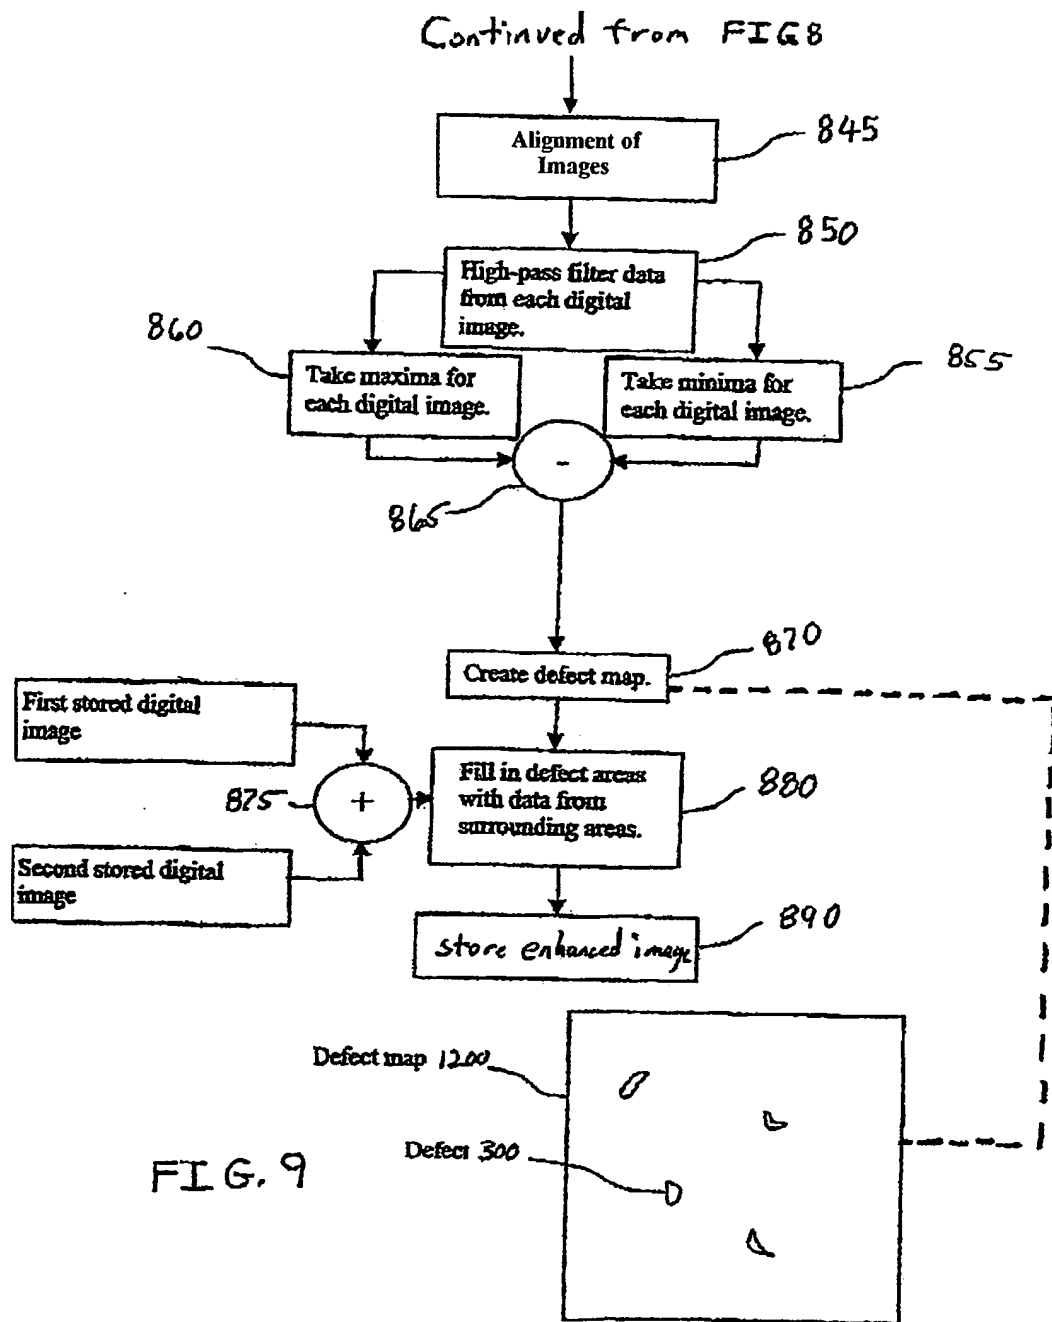 Continued from FIG 8
Alignment of
Images
845
850
High-pass filter data
from each digital
image.
860
855
Take maxima for
each digital image.
Take minima for
each digital image.
-
865
870
Create defect map.
First stored digital
image
875
+
Fill in defect areas
with data from
surrounding areas.
880
Second stored digital
image
890
store enhanced image
Defect map 1200
Defect 300
FIG. 9